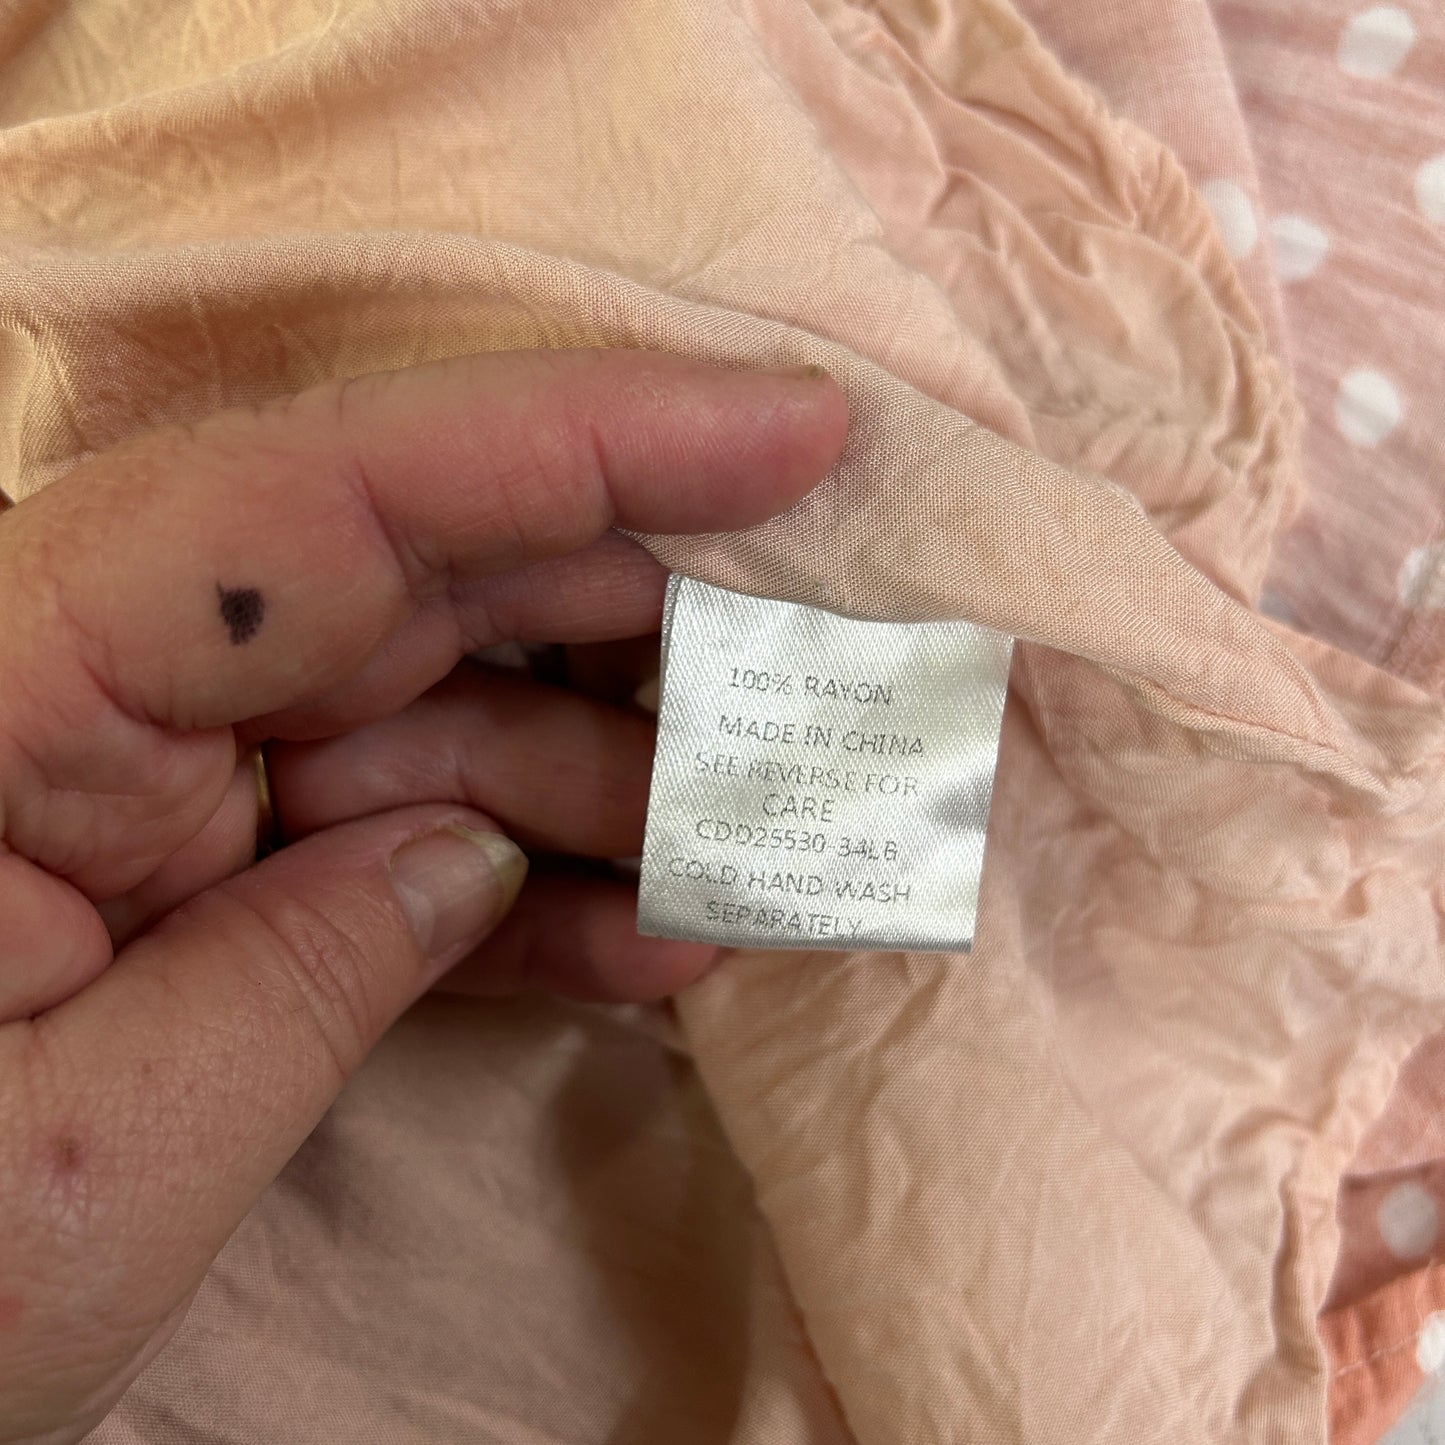 100% RAYON
MADE IN CHINA
SEE REVERSE FOR
CARE
CDD25530-34LB
COLD HAND WASH
SEPARATELY